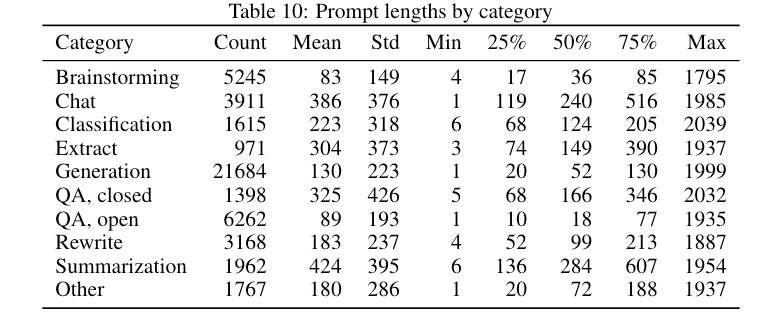 Table 10: Prompt lengths by category
Category Count Mean Std Min 25% 50% 75% Max
Brainstorming 5245 83 149 4 17 36 85 1795
Chat 3911 386 376 1 119 240 516 1985
Classification 1615 223 318 6 68 124 205 2039
Extract 971 304 373 3 74 149 390 1937
Generation 21684 130 223 1 20 52 130 1999
QA, closed 1398 325 426 5 68 166 346 2032
QA, open 6262 89 193 1 10 18 77 1935
Rewrite 3168 183 237 4 52 99 213 1887
Summarization 1962 424 395 6 136 284 607 1954
Other 1767 180 286 1 20 72 188 1937